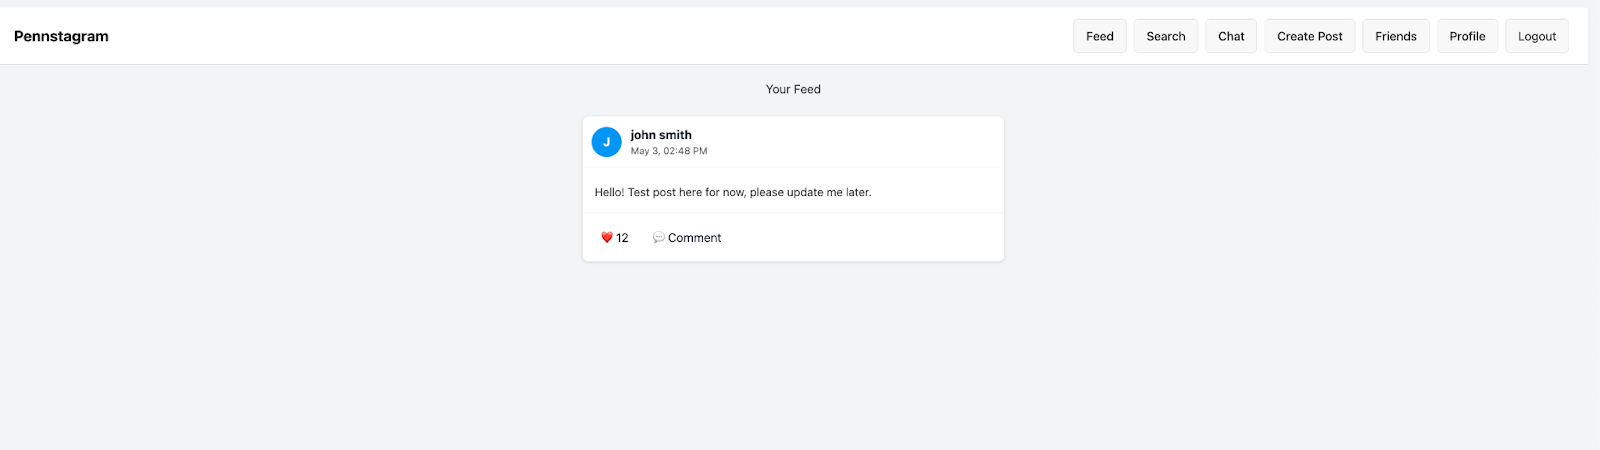 Pennstagram
Feed Search Chat Create Post Friends Profile Logout
Your Feed
J
john smith
May 3, 02:48 PM
Hello! Test post here for now, please update me later.
❤️ 12 💬 Comment